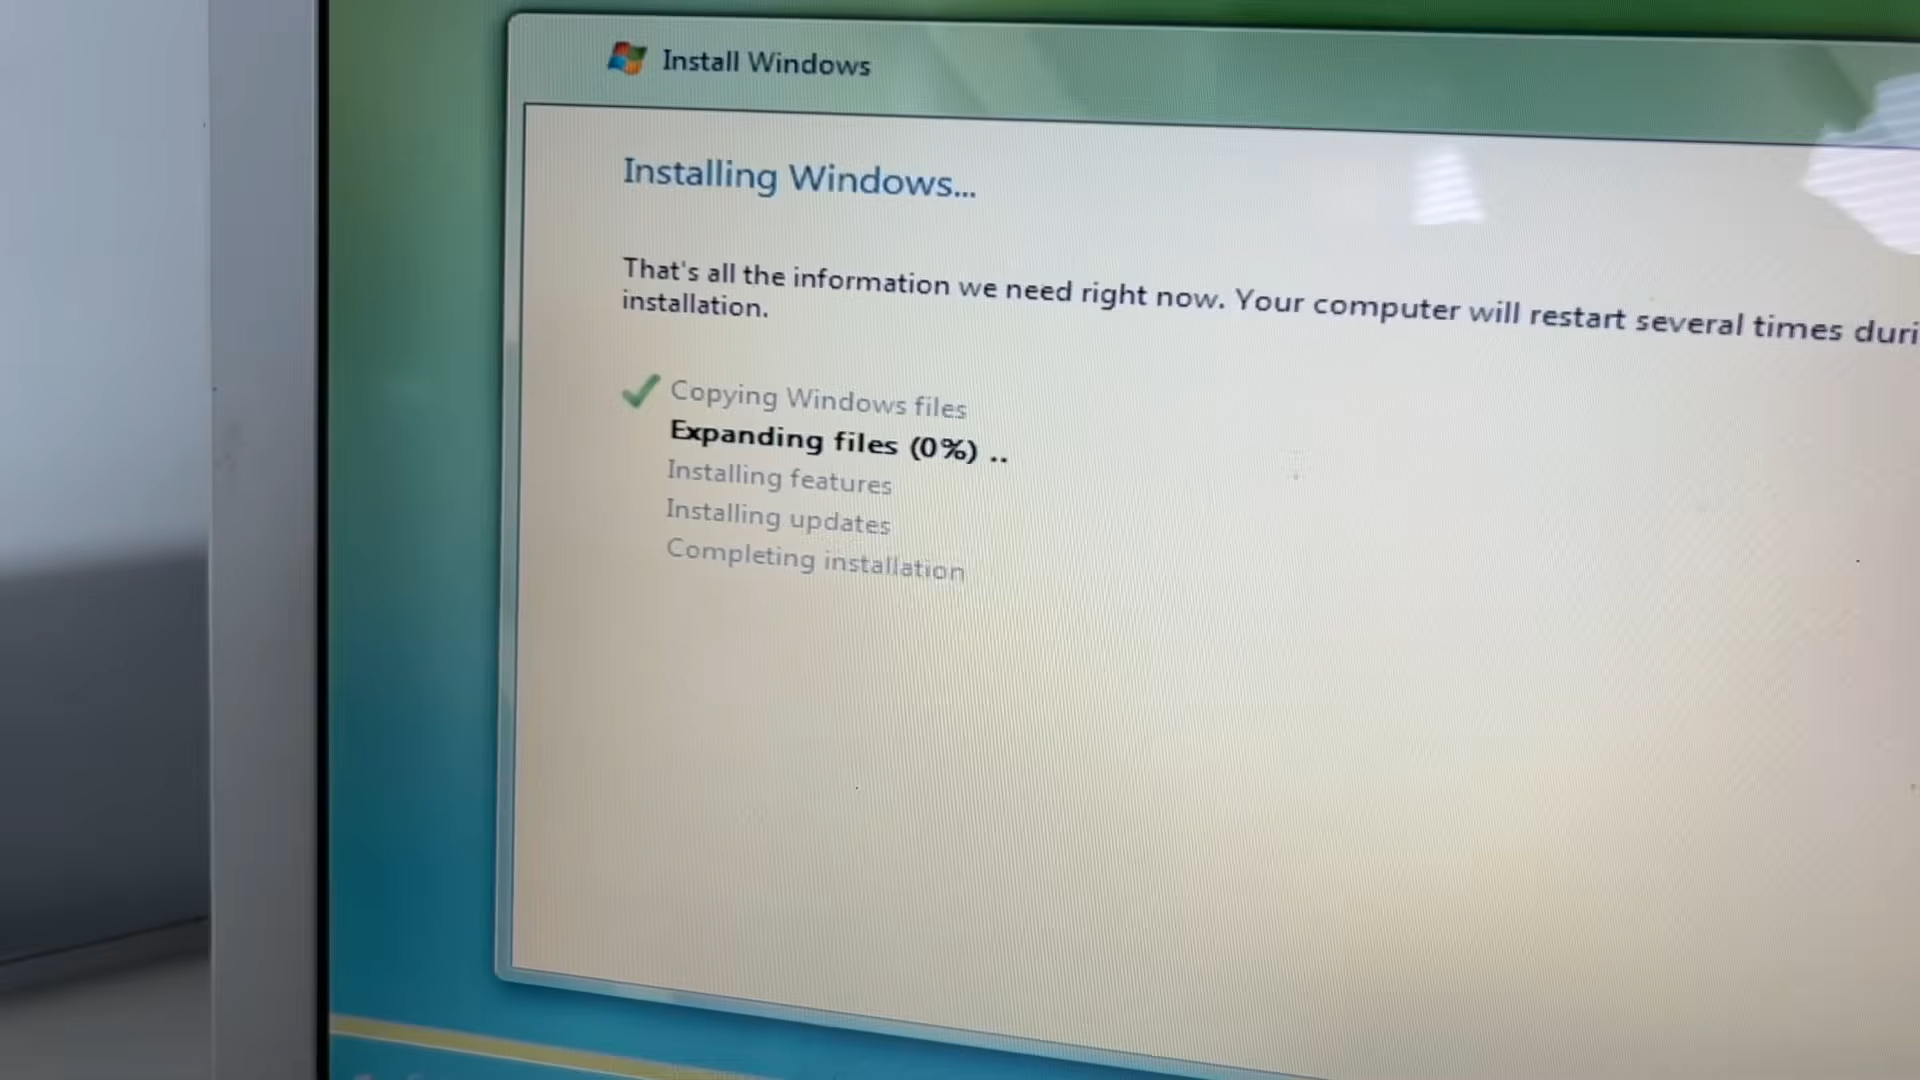 Install Windows
Installing Windows...
That's all the information we need right now. Your computer will restart several times
installation.
Copying Windows files
Expanding files (0%) ..
Installing features
Installing updates
Completing installation